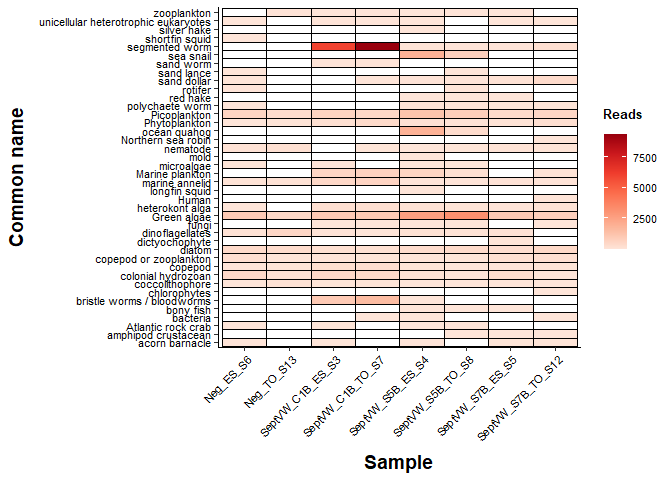 Common name
zooplankton
unicellular heterotrophic eukaryotes
silver hake
shortfin squid
segmented worm
sea snail
sand worm
sand lance
sand dollar
rotifer
red hake
polychaete worm
Picoplankton
Phytoplankton
ocean quahog
Northern sea robin
nematode
mold
microalgae
Marine plankton
marine annelid
longfin squid
Human
heterokont alga
Green algae
fungi
dinoflagellates
dictyochophyte
diatom
copepod or zooplankton
copepod
colonial hydrozoan
coccolithophore
chlorophytes
bristle worms / bloodworms
bony fish
bacteria
Atlantic rock crab
amphipod crustacean
acorn barnacle
Neg_ES_S6
Neg_TO_S13
SeptVW_C1B_ES_S3
SeptVW_C1B_TO_S7
SeptVW_S5B_ES_S4
SeptVW_S5B_TO_S8
SeptVW_S7B_ES_S5
SeptVW_S7B_TO_S12
Sample
Reads
7500
5000
2500